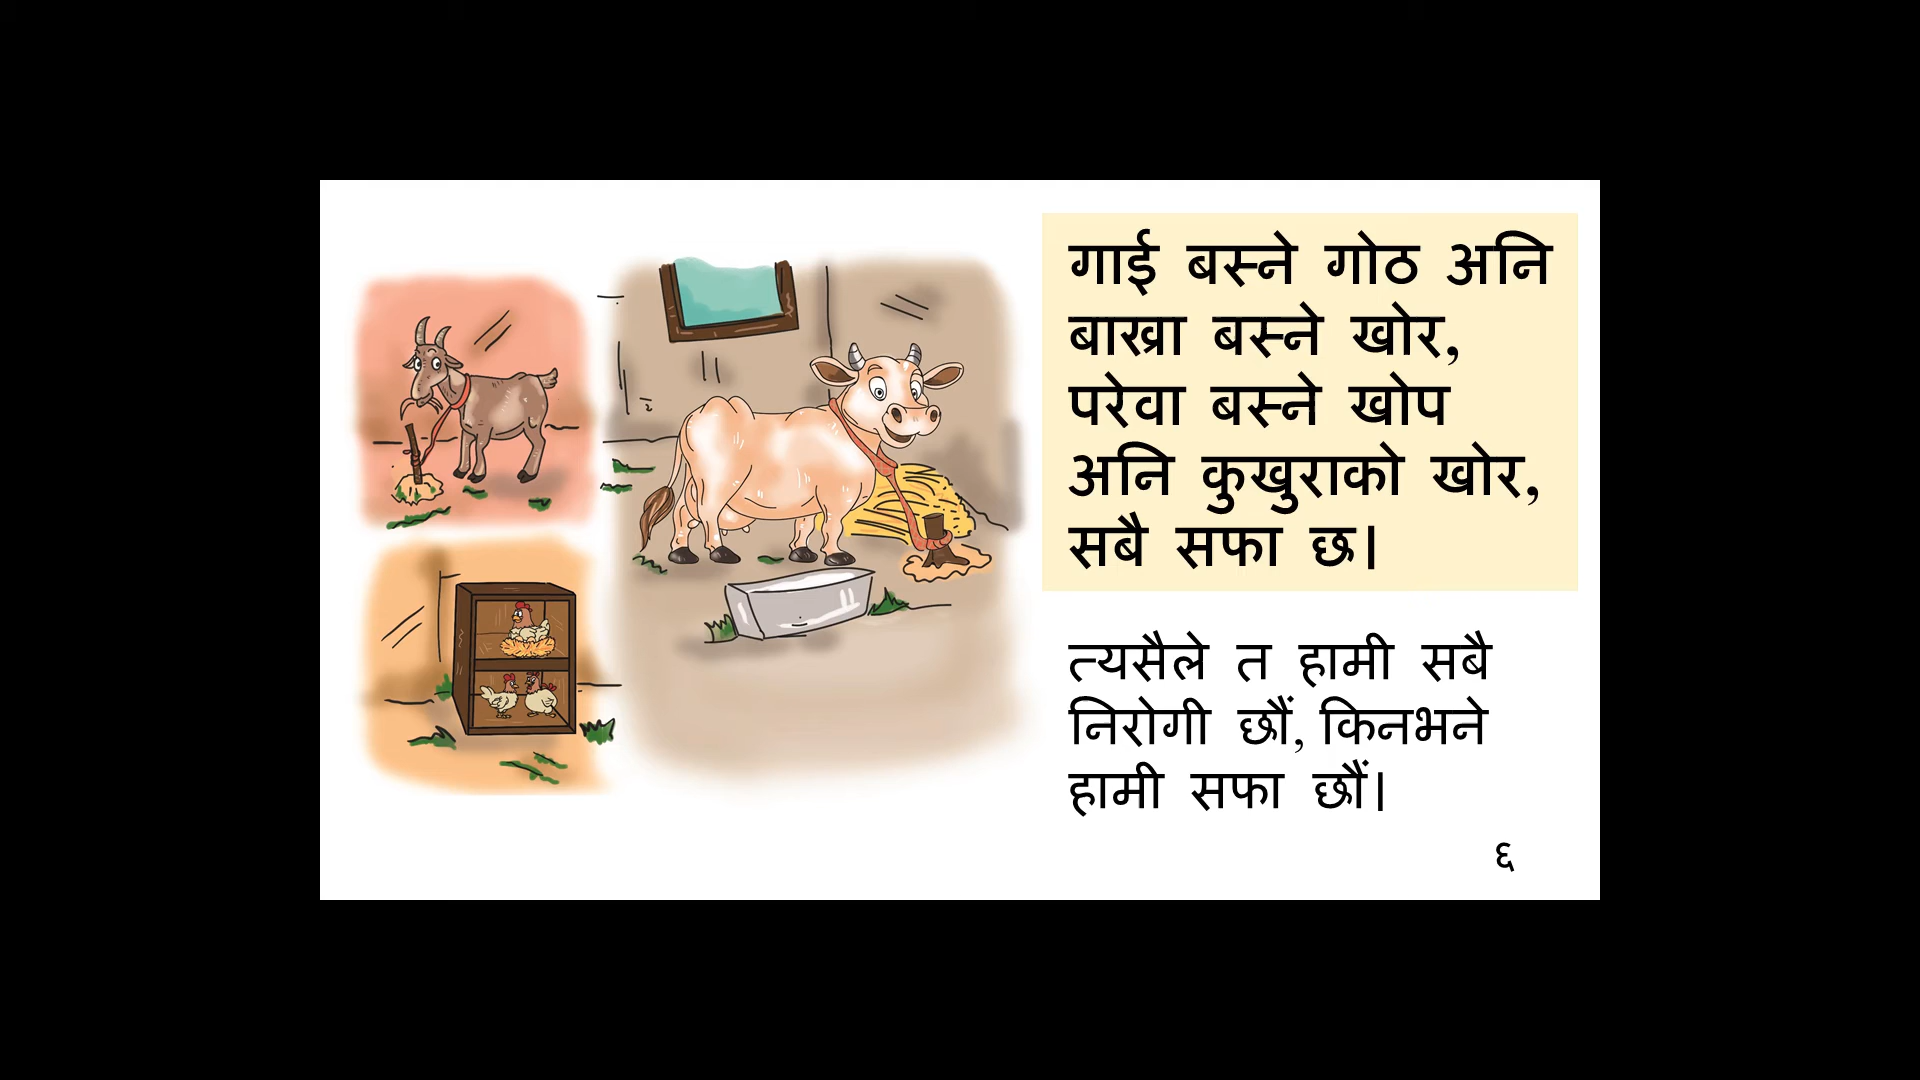 गाई बस्ने गोठ अनि
बाख्रा बस्ने खोर,
परेवा बस्ने खोप
अनि कुखुराको खोर,
सबै सफा छ।
त्यसैले त हामी सबै
निरोगी छौं, किनभने
हामी सफा छौं।
६